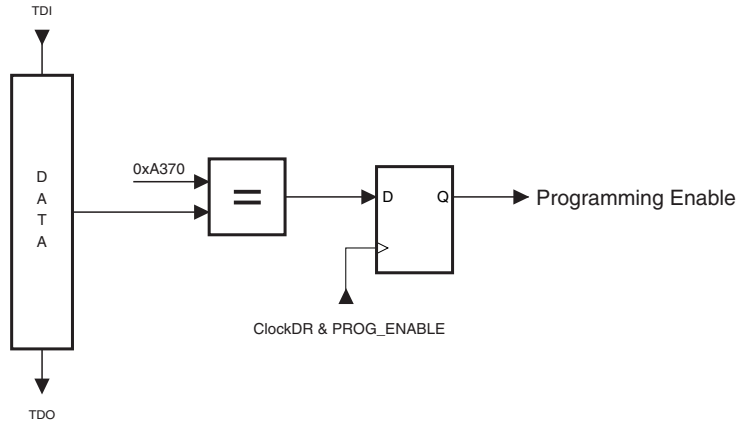 TDI
D
A
T
A
0xA370
=
D
Q
Programming Enable
ClockDR & PROG_ENABLE
TDO